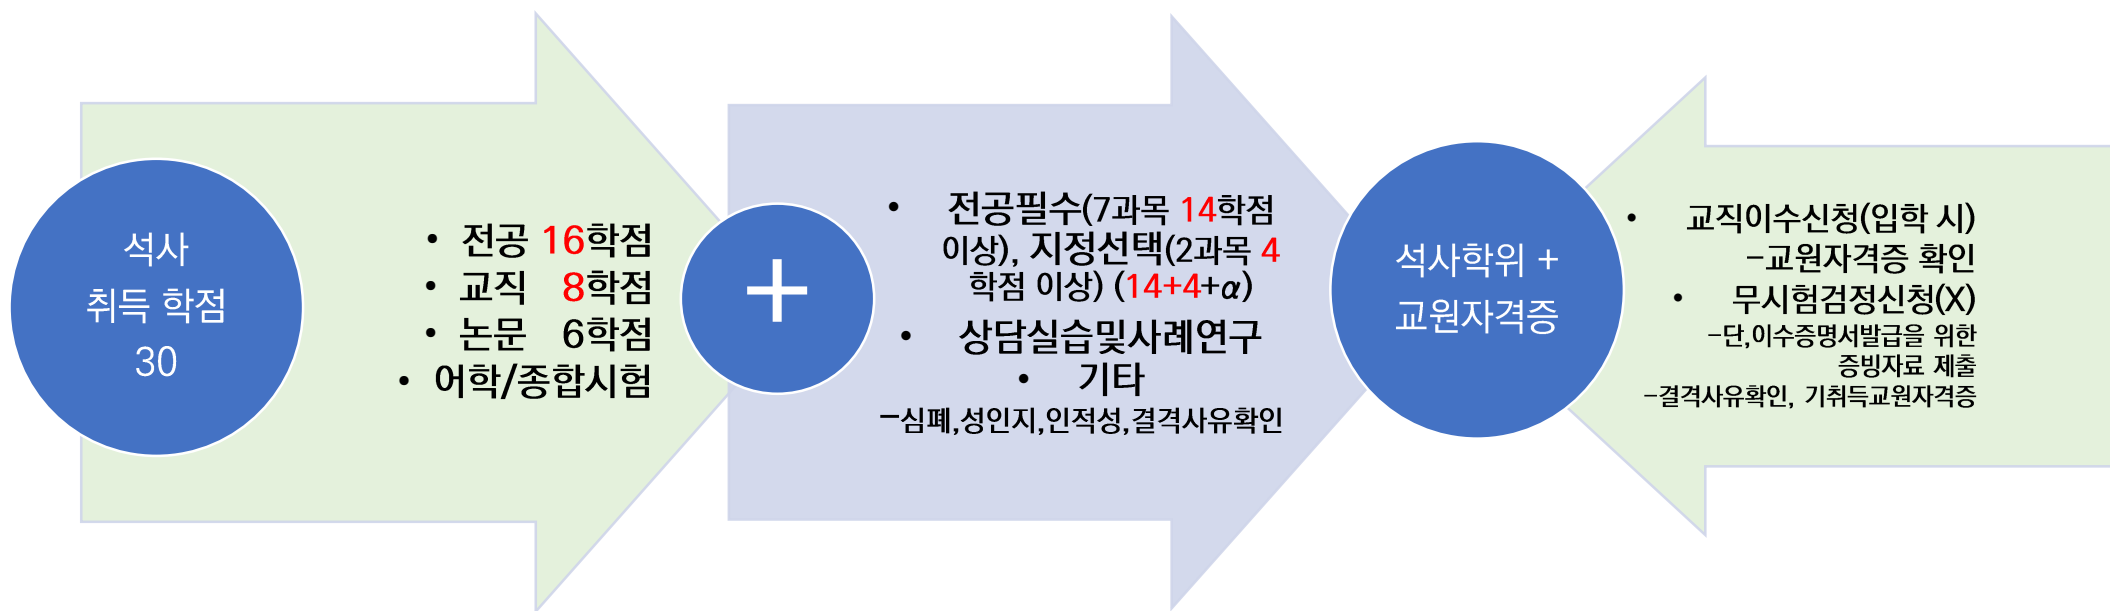 석사
취득 학점
30
• 전공 16학점
• 교직 8학점
• 논문 6학점
• 어학/종합시험
+
• 전공필수(7과목 14학점
이상), 지정선택(2과목 4
학점 이상) (14+4+α)
• 상담실습및사례연구
• 기타
-심폐,성인지,인적성,결격사유확인
석사학위 +
교원자격증
• 교직이수신청(입학 시)
-교원자격증 확인
• 무시험검정신청(X)
-단,이수증명서발급을 위한
증빙자료 제출
-결격사유확인, 기취득교원자격증